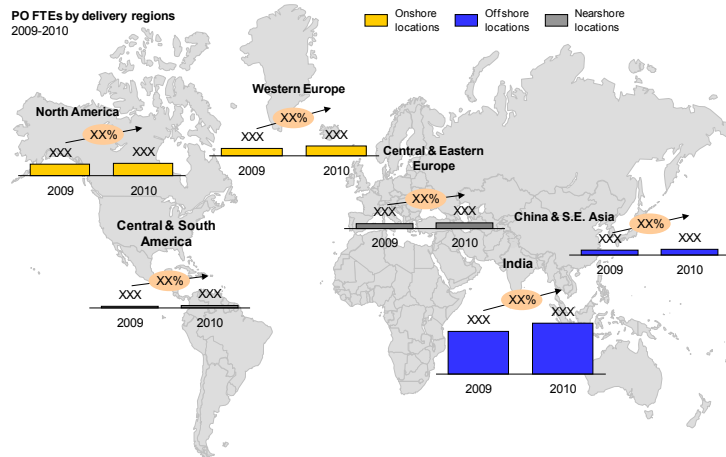 PO FTEs by delivery regions
2009-2010
Onshore
locations
Offshore
locations
Nearshore
locations
Western Europe
XX%
XXX
XXX
2009
2010
North America
XX%
XXX
XXX
2009
2010
Central & Eastern
Europe
XX%
XXX
XXX
2009
2010
China & S.E. Asia
XX%
XXX
XXX
2009
2010
Central & South
America
XX%
XXX
XXX
2009
2010
India
XX%
XXX
XXX
2009
2010